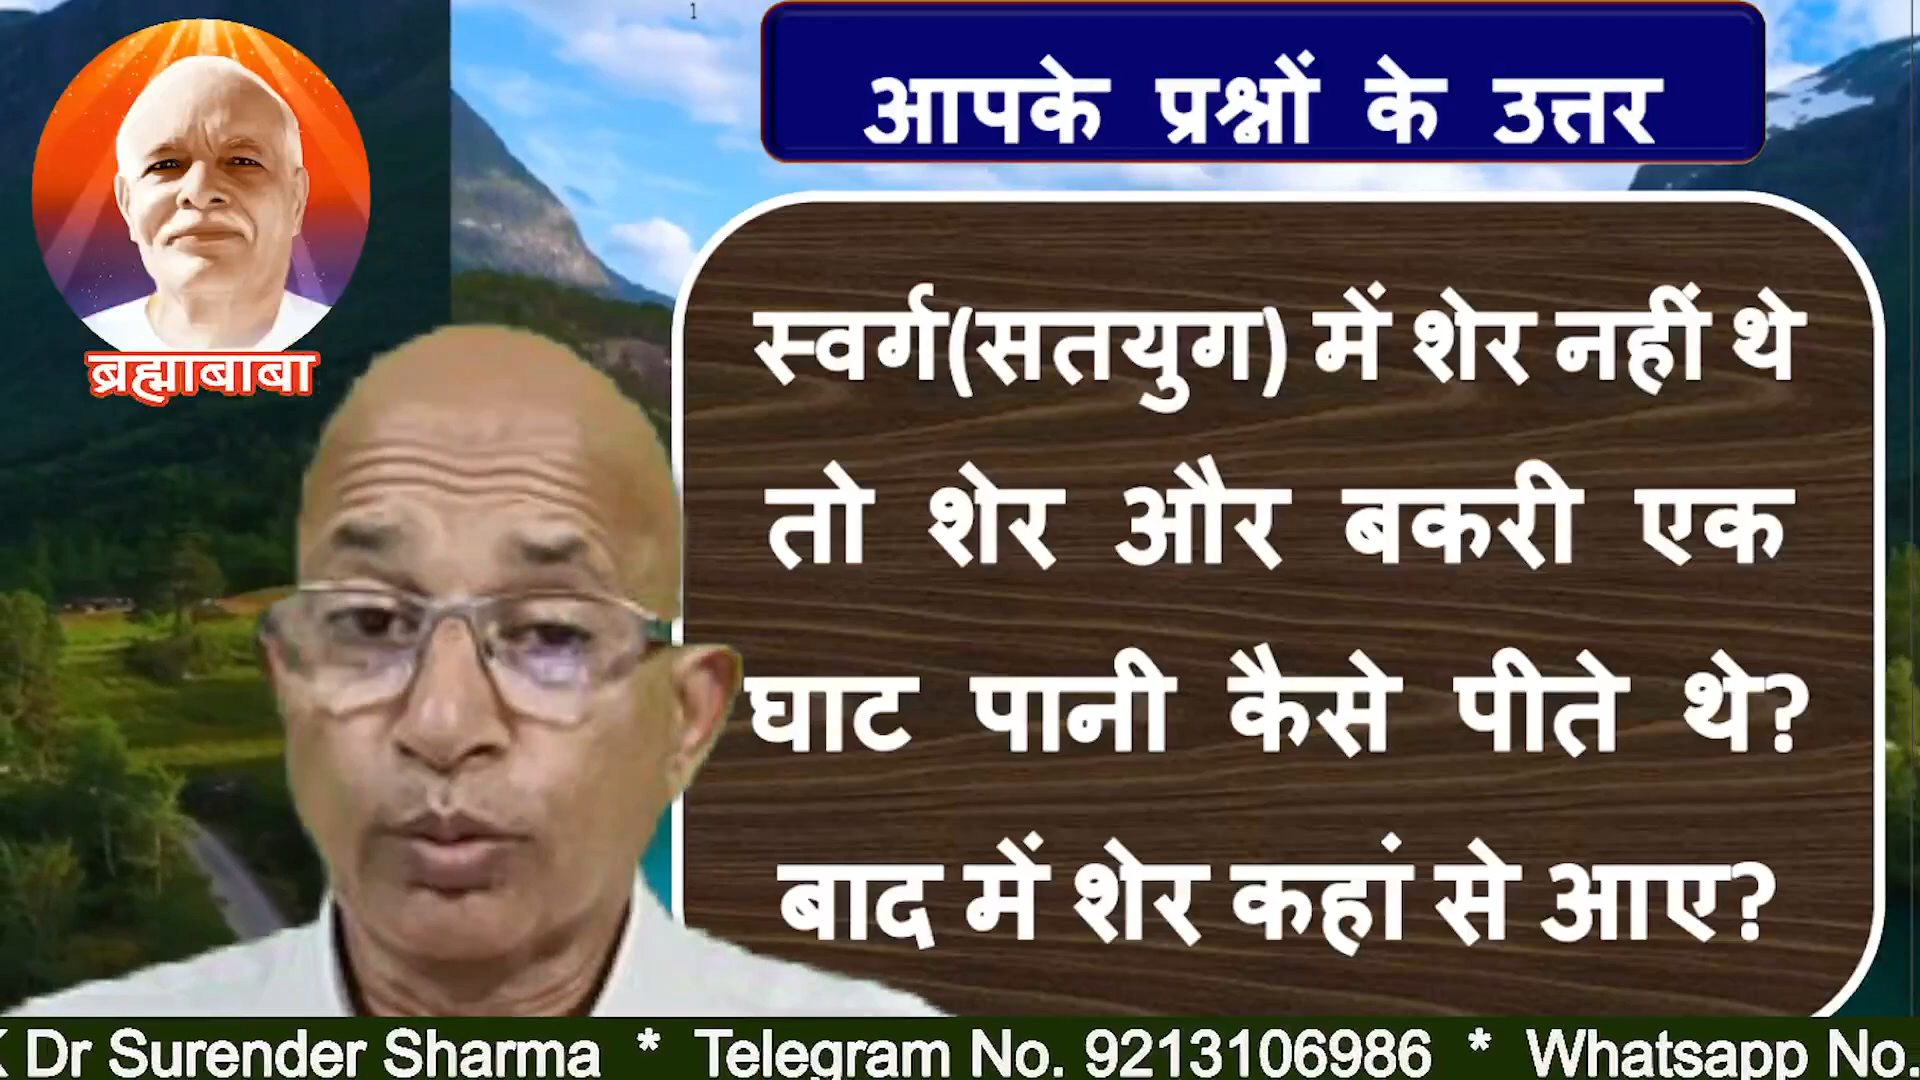 1
आपके प्रश्नों के उत्तर
ब्रह्माबाबा
स्वर्ग(सतयुग) में शेर नहीं थे
तो शेर और बकरी एक
घाट पानी कैसे पीते थे?
बाद में शेर कहां से आए?
K Dr Surender Sharma * Telegram No. 9213106986 * Whatsapp No.